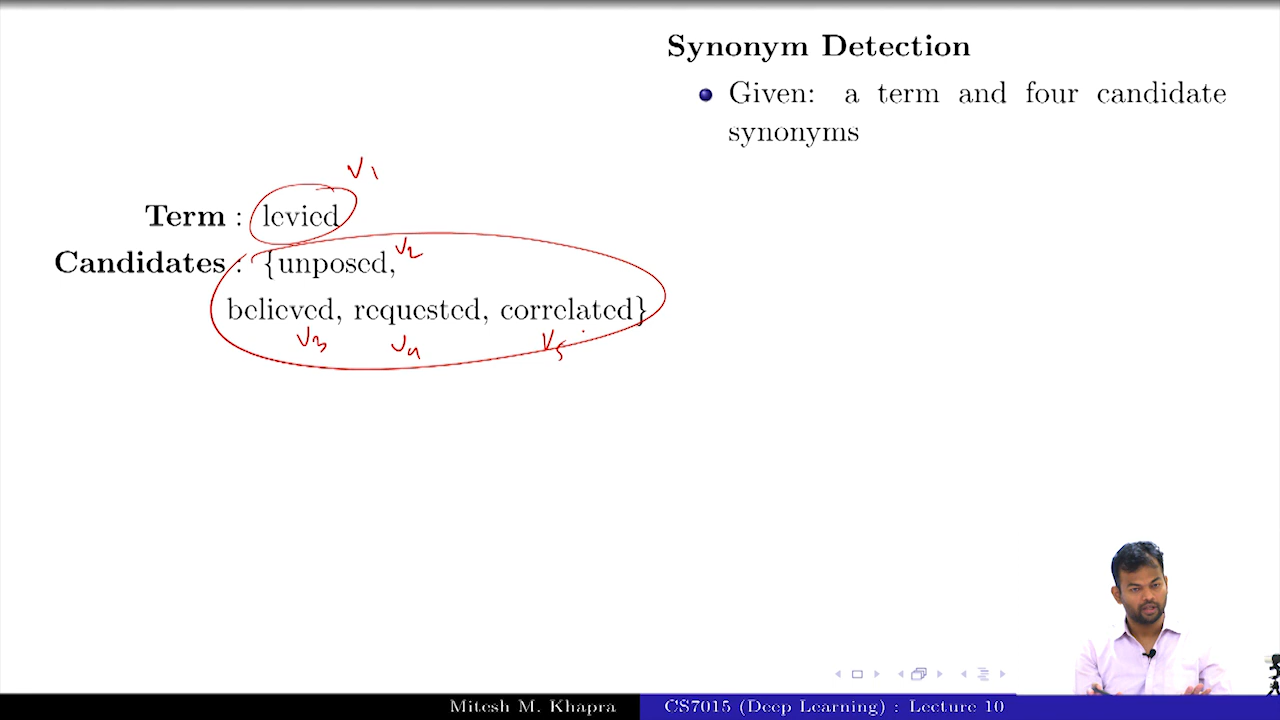 Synonym Detection
Given: a term and four candidate
synonyms
V1
Term : levied
V2
Candidates : {unposed,
believed, requested, correlated}
V3 V4 V5
Mitesh M. Khapra CS7015 (Deep Learning) : Lecture 10